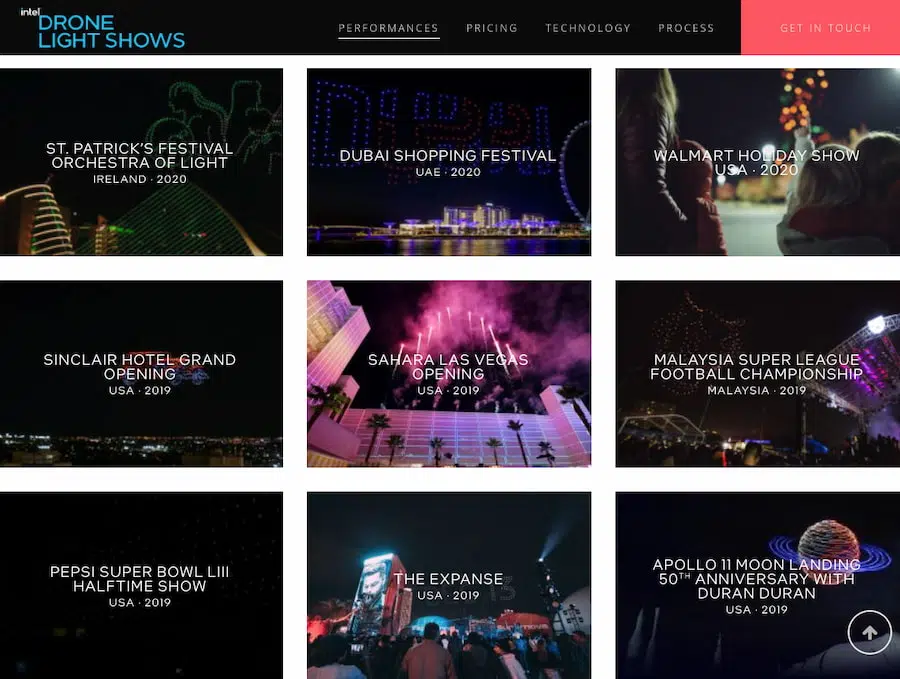 intel
DRONE
LIGHT SHOWS
PERFORMANCES
PRICING
TECHNOLOGY
PROCESS
GET IN TOUCH
ST. PATRICK'S FESTIVAL
ORCHESTRA OF LIGHT
IRELAND · 2020
DUBAI SHOPPING FESTIVAL
UAE · 2020
WALMART HOLIDAY SHOW
USA · 2020
SINCLAIR HOTEL GRAND
OPENING
USA · 2019
SAHARA LAS VEGAS
OPENING
USA · 2019
MALAYSIA SUPER LEAGUE
FOOTBALL CHAMPIONSHIP
MALAYSIA · 2019
PEPSI SUPER BOWL LIII
HALFTIME SHOW
USA · 2019
THE EXPANSE
USA · 2019
APOLLO 11 MOON LANDING
50TH ANNIVERSARY WITH
DURAN DURAN
USA · 2019